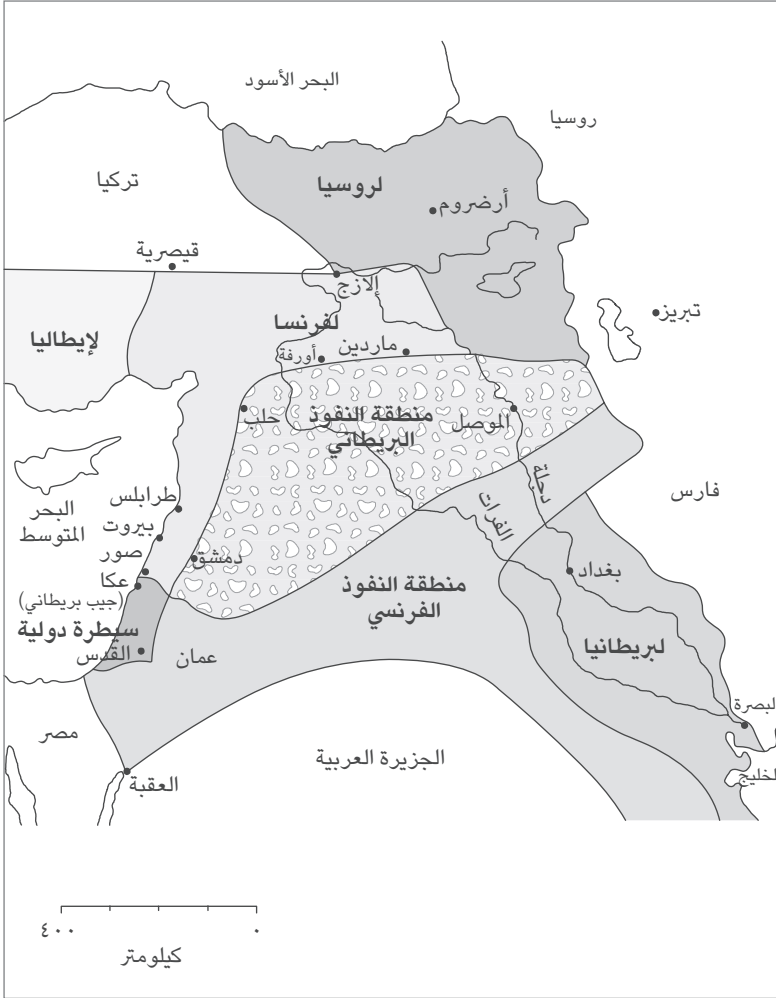 البحر الأسود
روسيا
تركيا
لروسيا
أرضروم
قيصرية
إلازج
تبريز
لإيطاليا
لفرنسا
ماردين
أورفة
حلب
منطقة النفوذ
البريطاني
الموصل
دجلة
الفرات
فارس
طرابلس
البحر
المتوسط
بيروت
صور
عكا
(جيب بريطاني)
سيطرة دولية
القدس
دمشق
عمان
منطقة النفوذ
الفرنسي
بغداد
لبريطانيا
البصرة
الخليج
مصر
العقبة
الجزيرة العربية
٤٠٠ ٠
كيلومتر